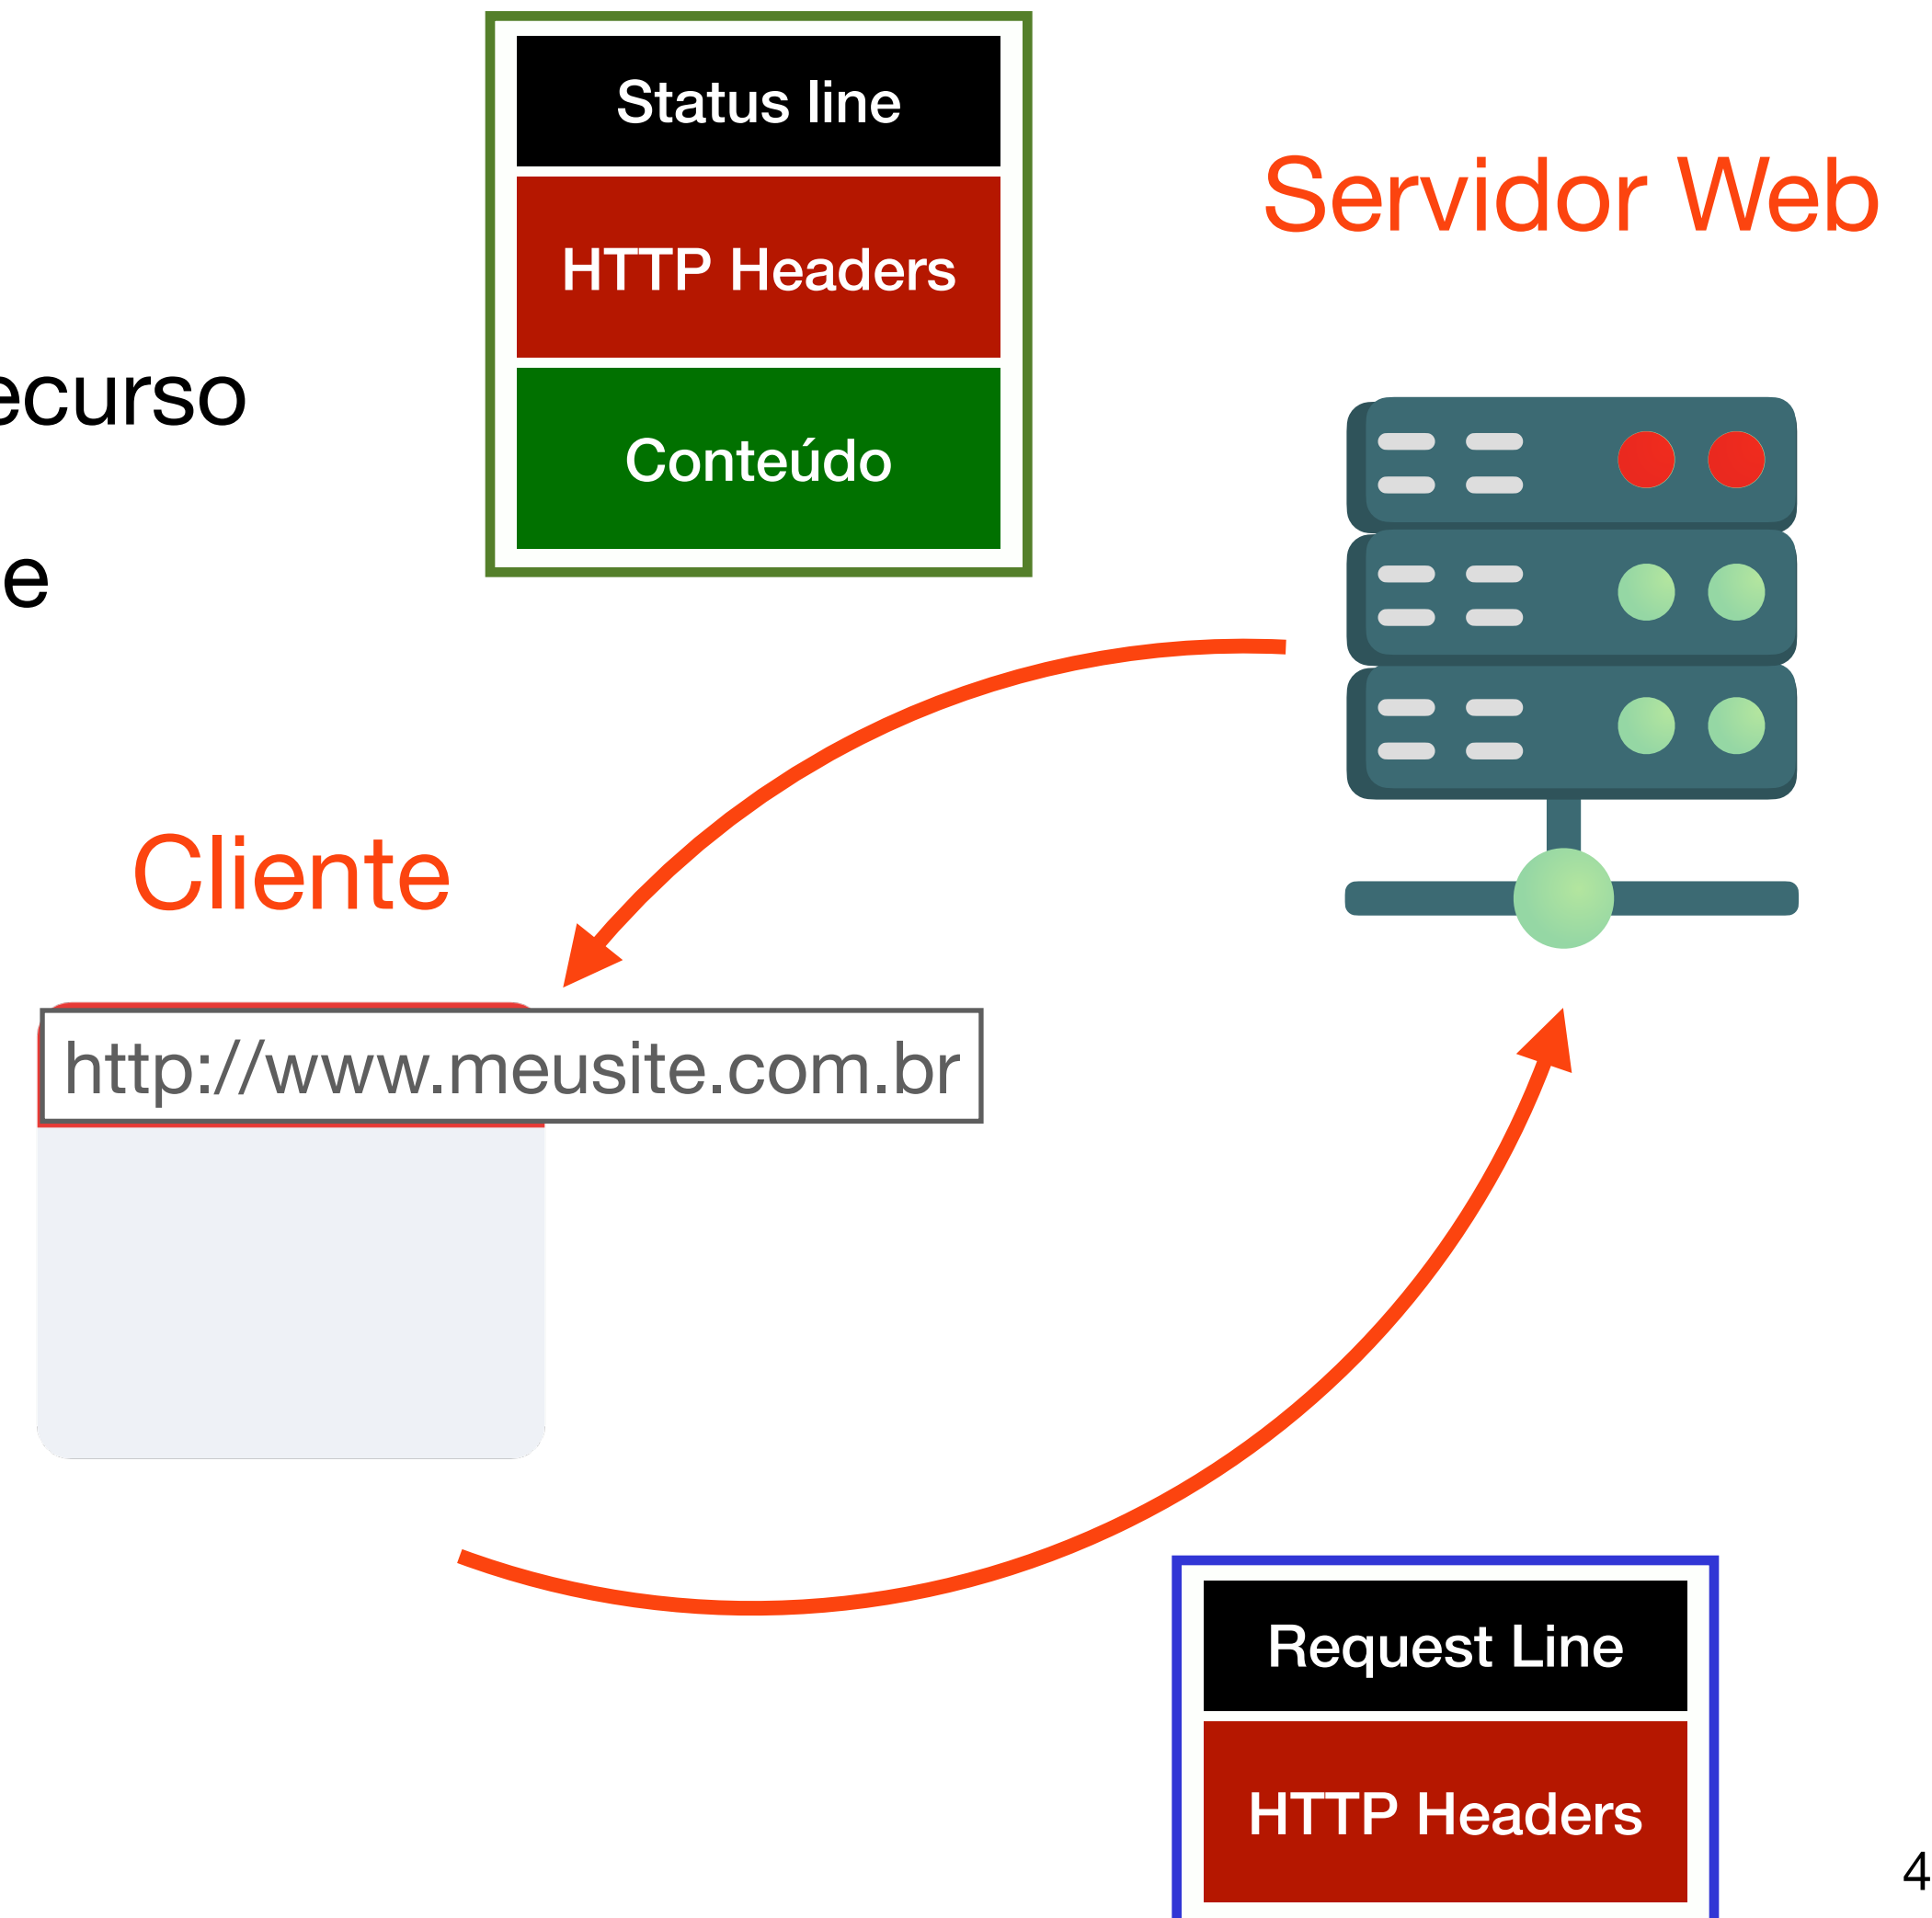 Status line
Servidor Web
HTTP Headers
ecurso
Conteúdo
e
Cliente
http://www.meusite.com.br
Request Line
HTTP Headers
4